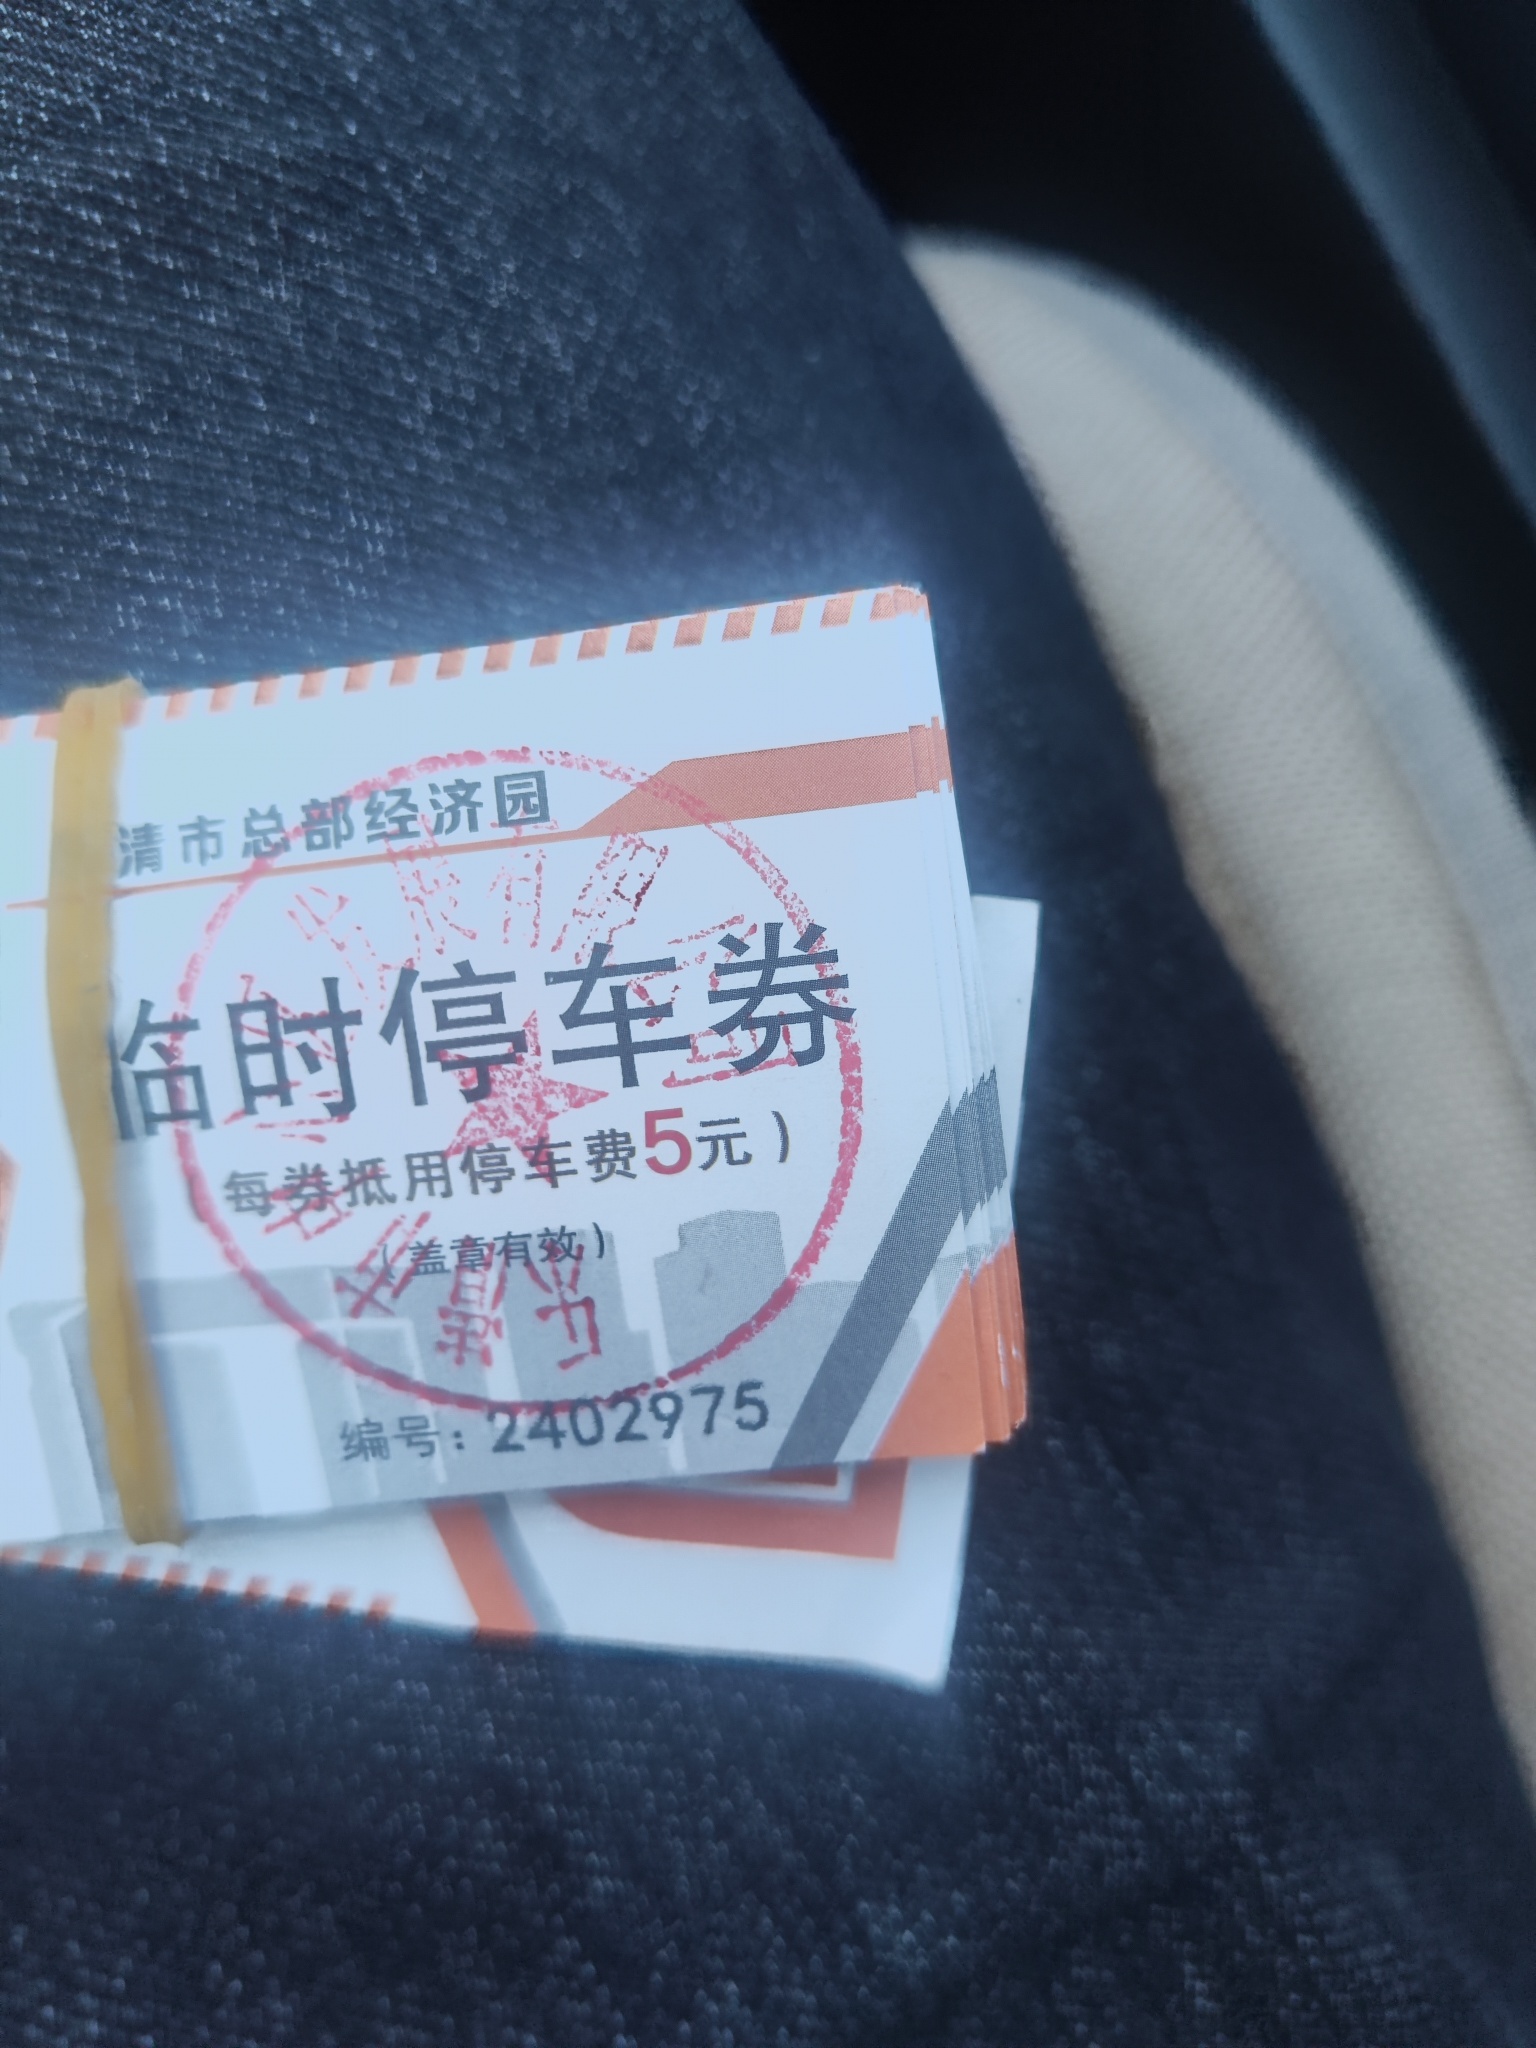 清市总部经济园
临时停车券
每券抵用停车费5元）
（盖章有效）
编号：2402975